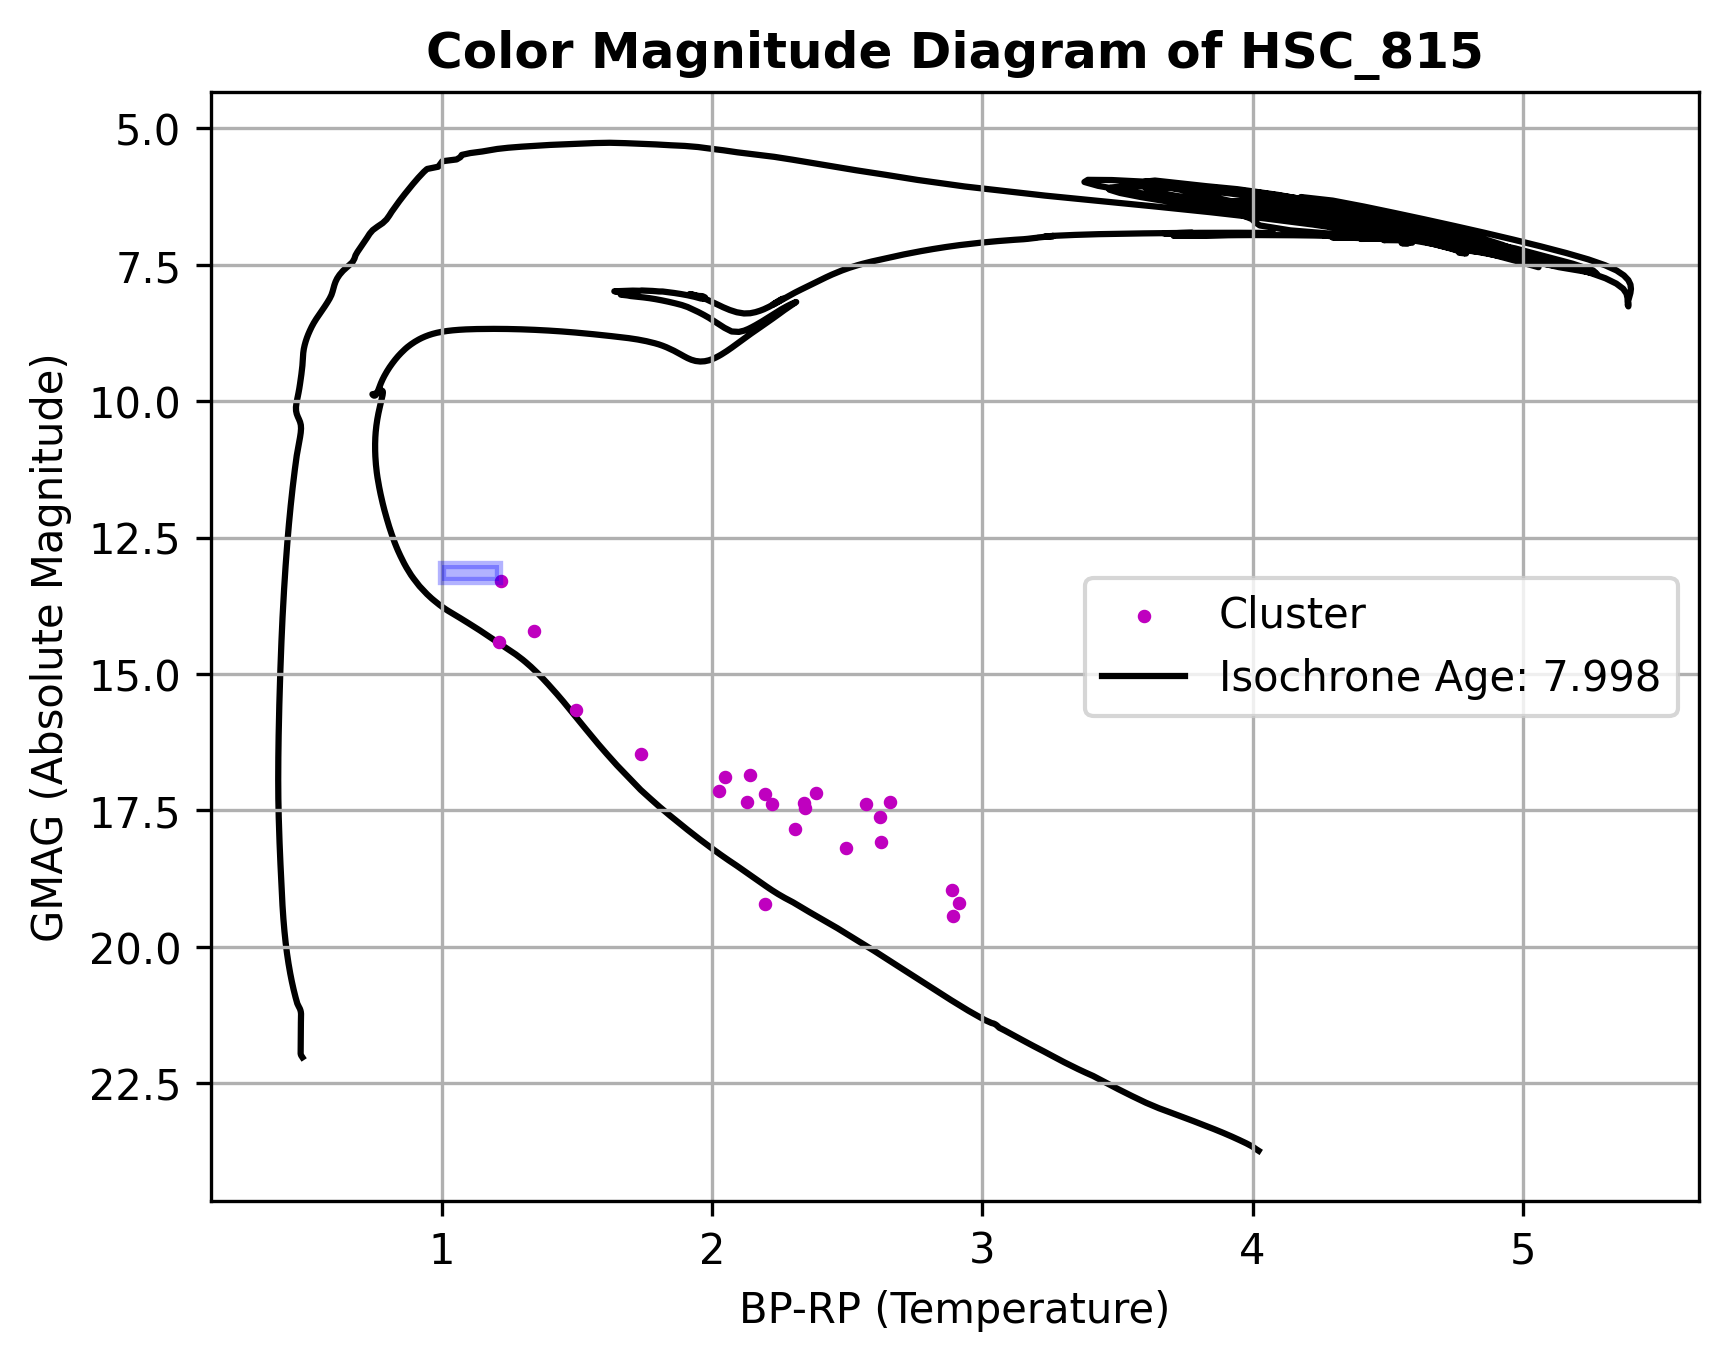 Color Magnitude Diagram of HSC_815
GMAG (Absolute Magnitude)
5.0
7.5
10.0
12.5
15.0
17.5
20.0
22.5
Cluster
Isochrone Age: 7.998
1 2 3 4 5
BP-RP (Temperature)